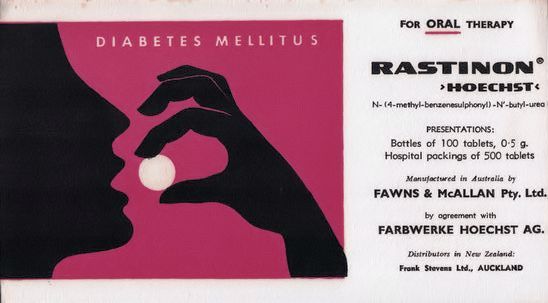 DIABETES MELLITUS
FOR ORAL THERAPY
RASTINON®
›HOECHST‹
N-(4-methyl-benzenesulphonyl)-N'-butyl-urea
PRESENTATIONS:
Bottles of 100 tablets, 0·5 g.
Hospital packings of 500 tablets
Manufactured in Australia by
FAWNS & McALLAN Pty. Ltd.
by agreement with
FARBWERKE HOECHST AG.
Distributors in New Zealand:
Frank Stevens Ltd., AUCKLAND